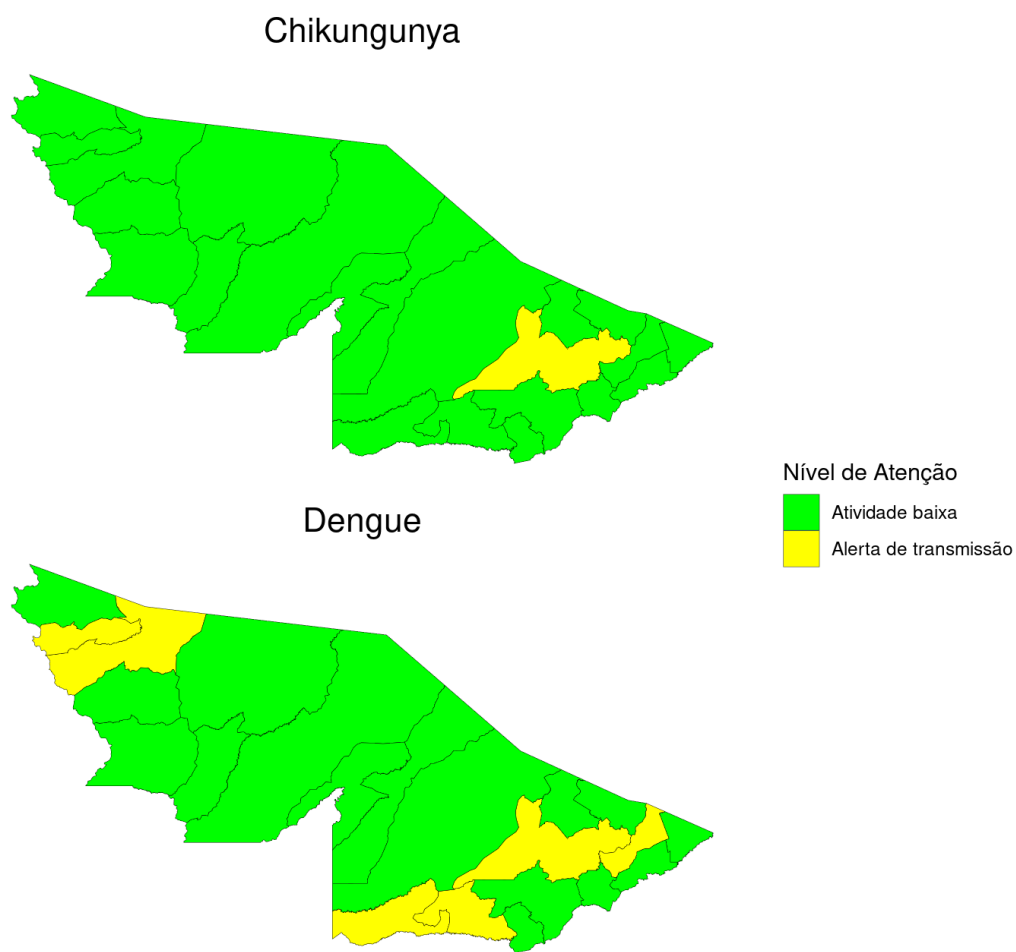 Chikungunya
Dengue
Nível de Atenção
Atividade baixa
Alerta de transmissão